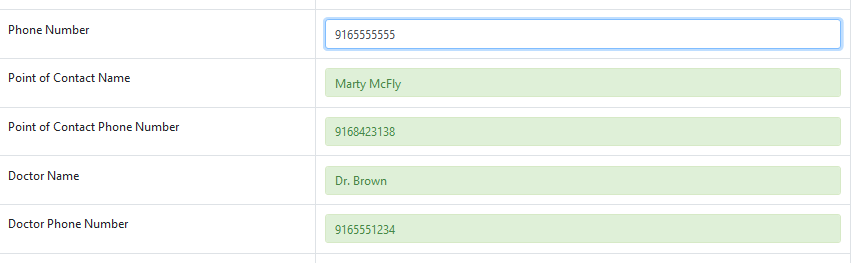 Phone Number
9165555555
Point of Contact Name
Marty McFly
Point of Contact Phone Number
9168423138
Doctor Name
Dr. Brown
Doctor Phone Number
9165551234